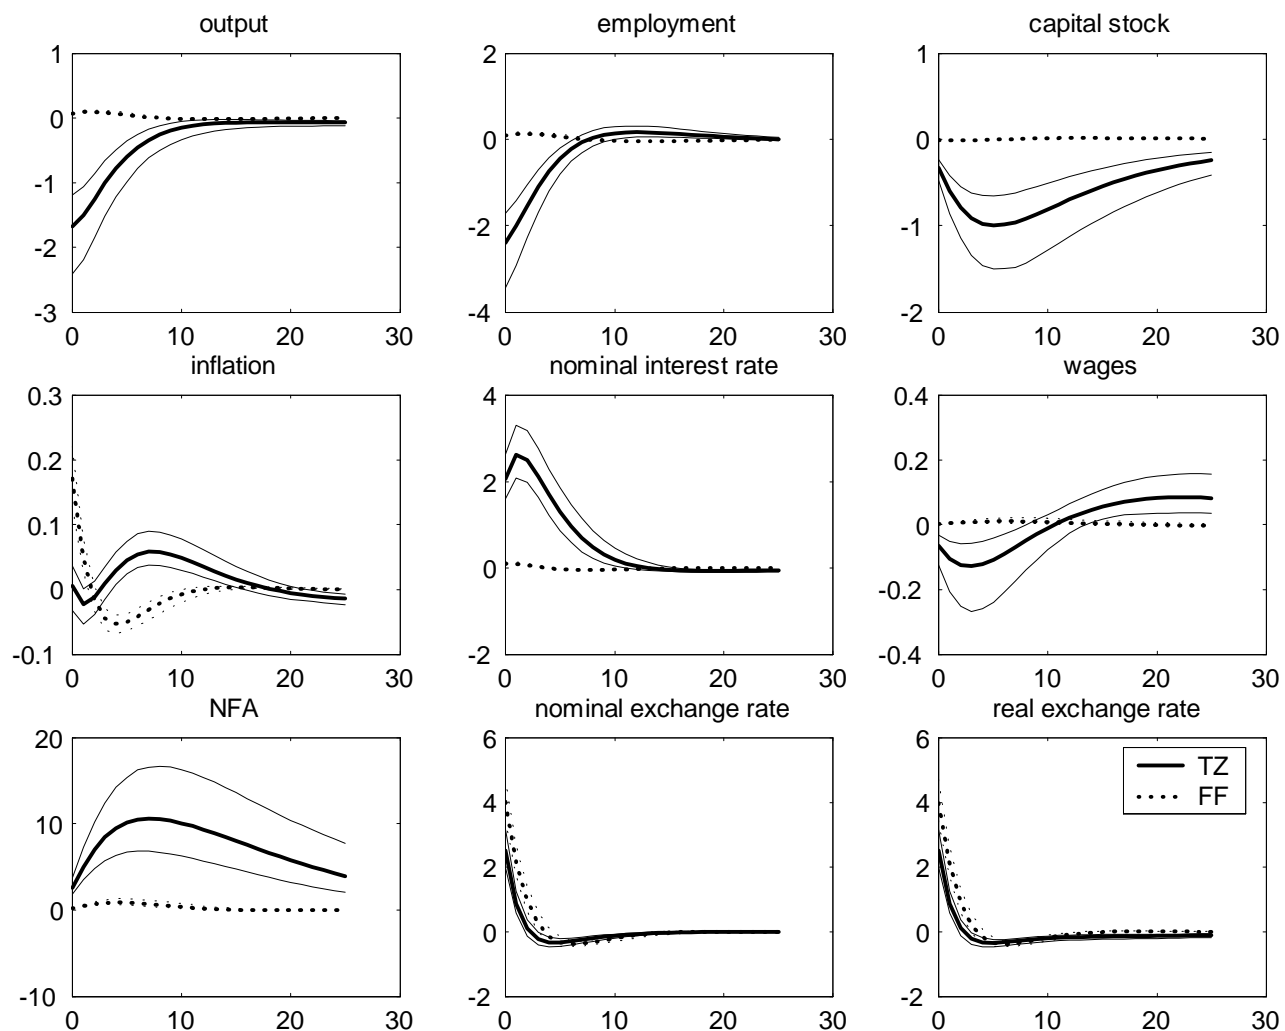 output employment capital stock
1 2 1
0 0 0
-1 -2 -1
-2
-3 -4 -2
0 10 20 30 0 10 20 30 0 10 20 30
inflation nominal interest rate wages
0.3 4 0.4
0.2 2 0.2
0.1 0 0
0 -0.2
-0.1 -2 -0.4
0 10 20 30 0 10 20 30 0 10 20 30
NFA nominal exchange rate real exchange rate
20 6 6
TZ
FF
10 4 4
2 2
0 0 0
-10 -2 -2
0 10 20 30 0 10 20 30 0 10 20 30